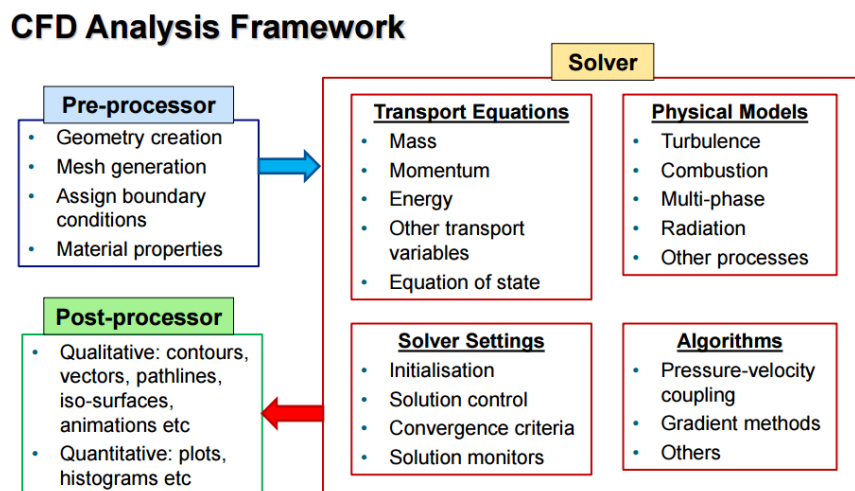 CFD Analysis Framework
Pre-processor
• Geometry creation
• Mesh generation
• Assign boundary
conditions
• Material properties
Post-processor
• Qualitative: contours,
vectors, pathlines,
iso-surfaces,
animations etc
• Quantitative: plots,
histograms etc
Solver
Transport Equations
• Mass
• Momentum
• Energy
• Other transport
variables
• Equation of state
Physical Models
• Turbulence
• Combustion
• Multi-phase
• Radiation
• Other processes
Solver Settings
• Initialisation
• Solution control
• Convergence criteria
• Solution monitors
Algorithms
• Pressure-velocity
coupling
• Gradient methods
• Others